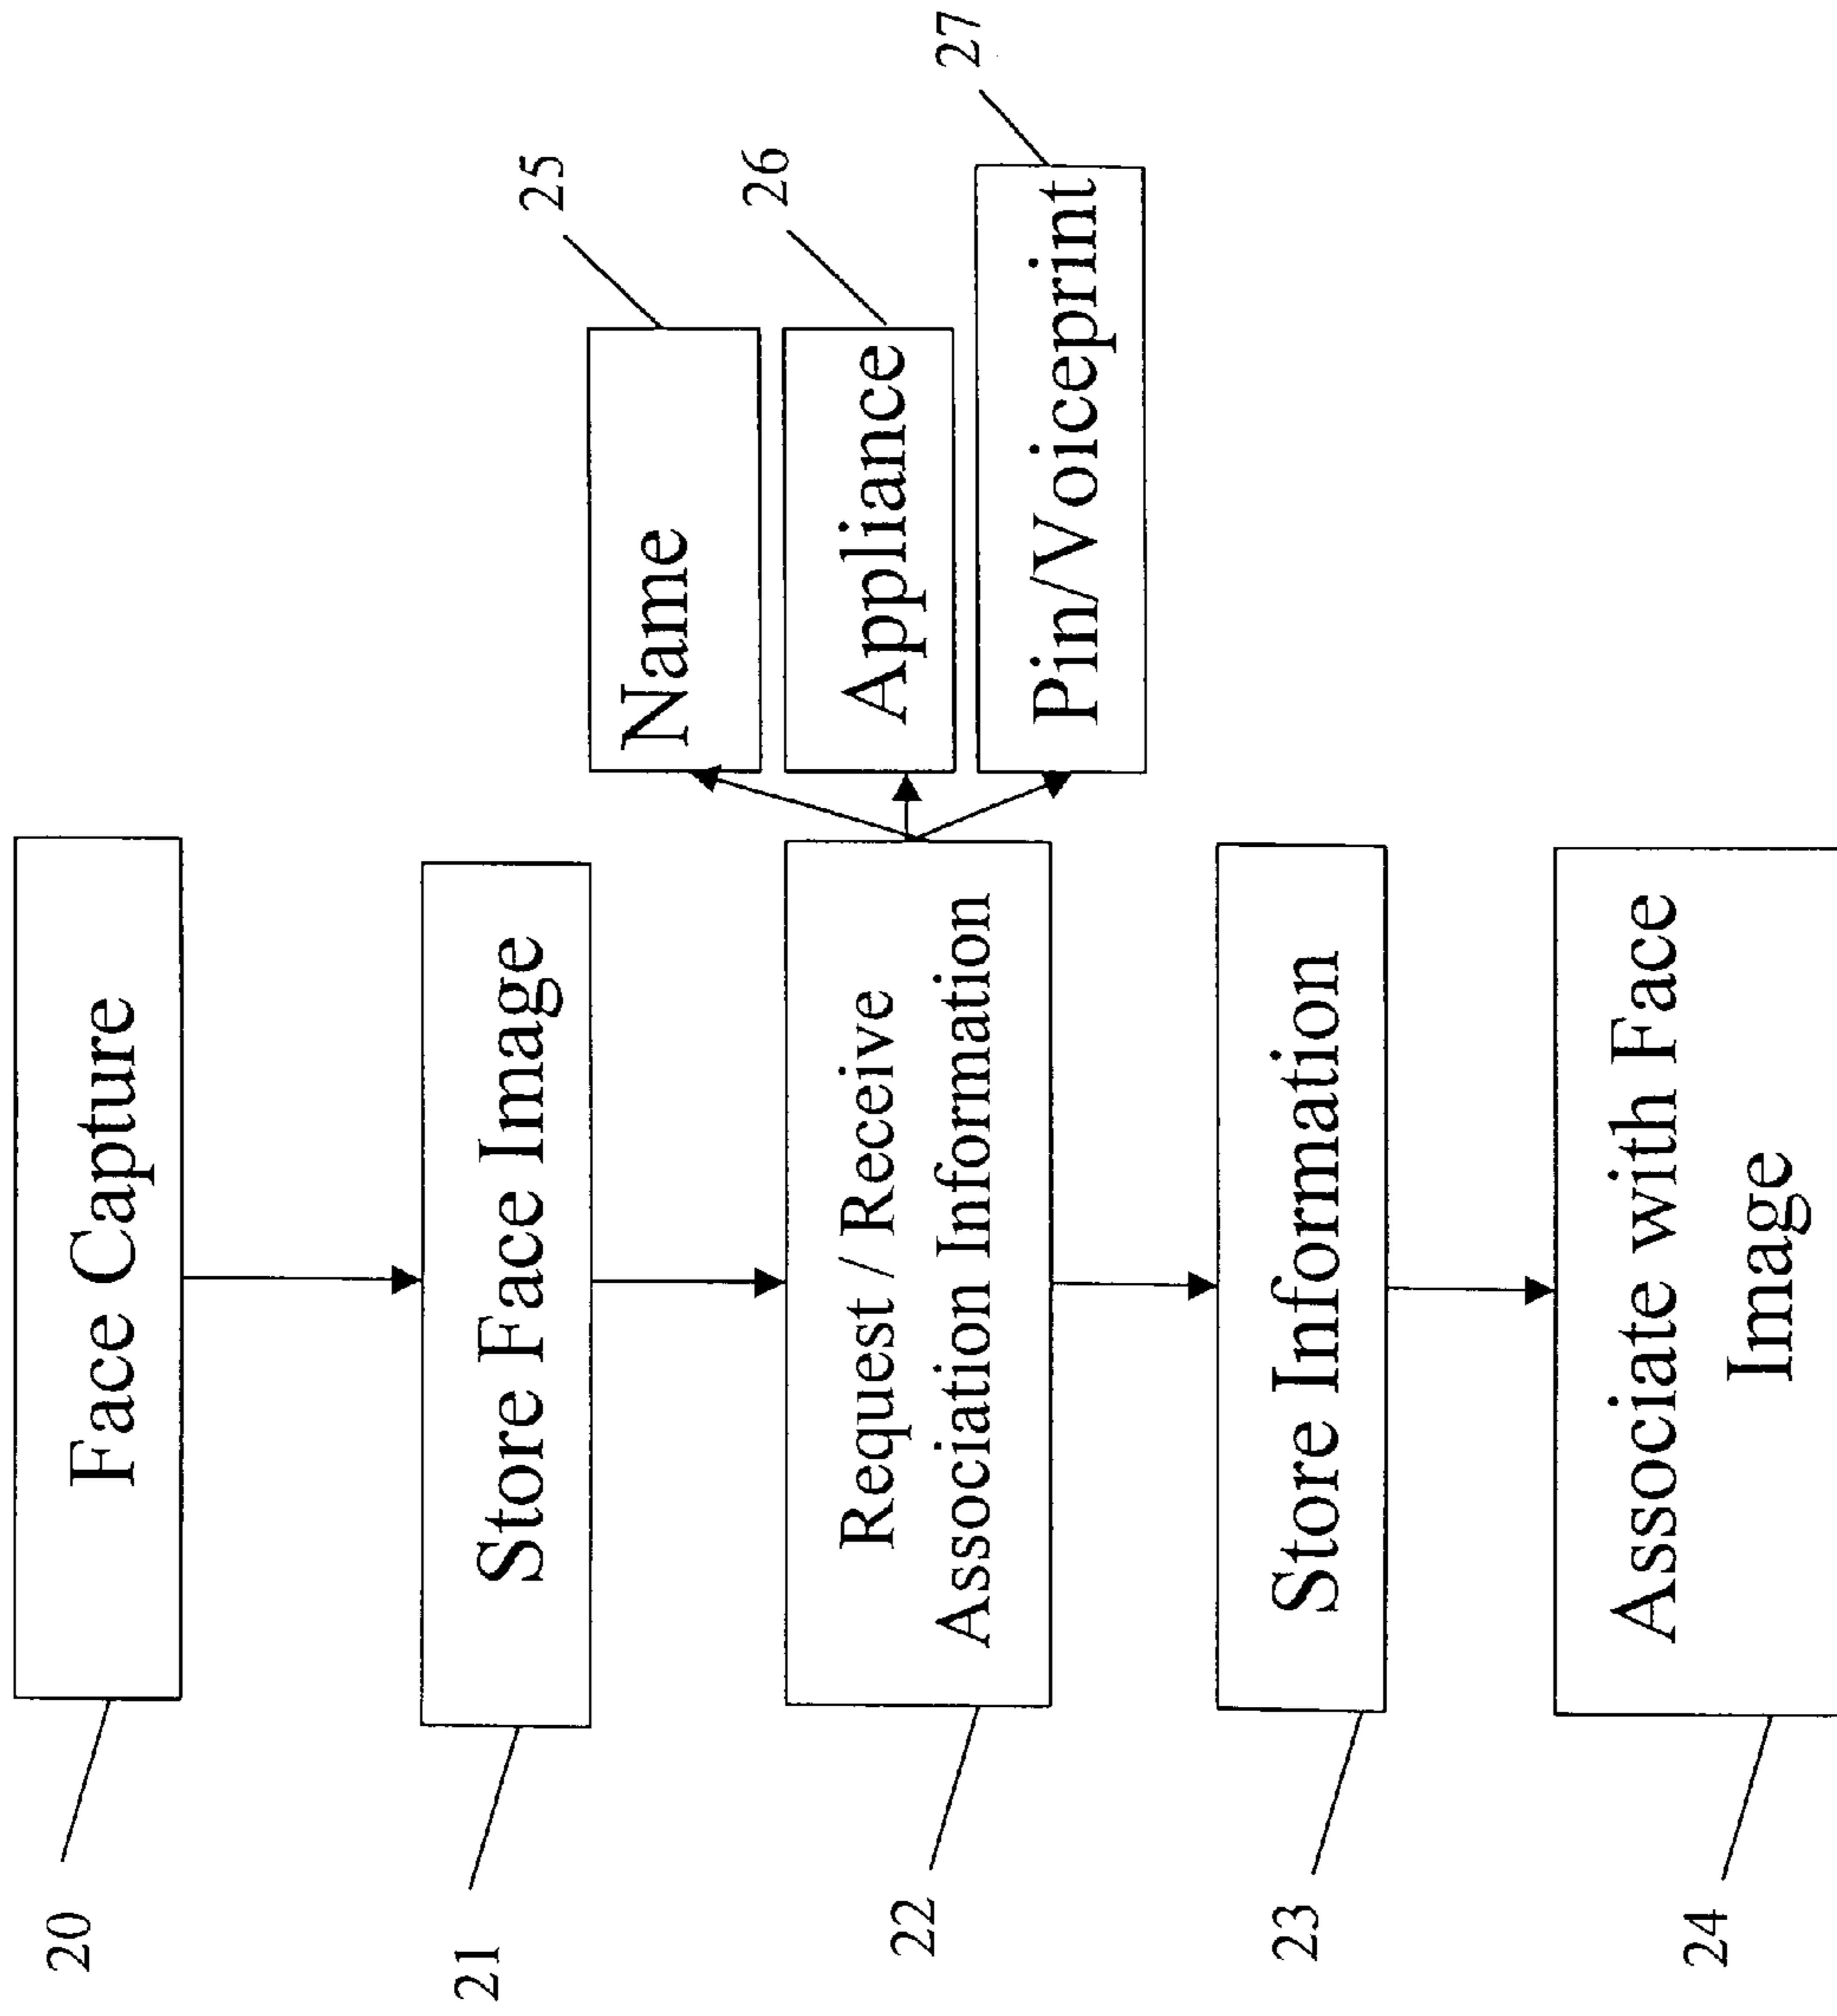 20
Face Capture
21
Store Face Image
22
Request / Receive
Association Information
25
Name
26
Appliance
27
Pin/Voiceprint
23
Store Information
24
Associate with Face
Image